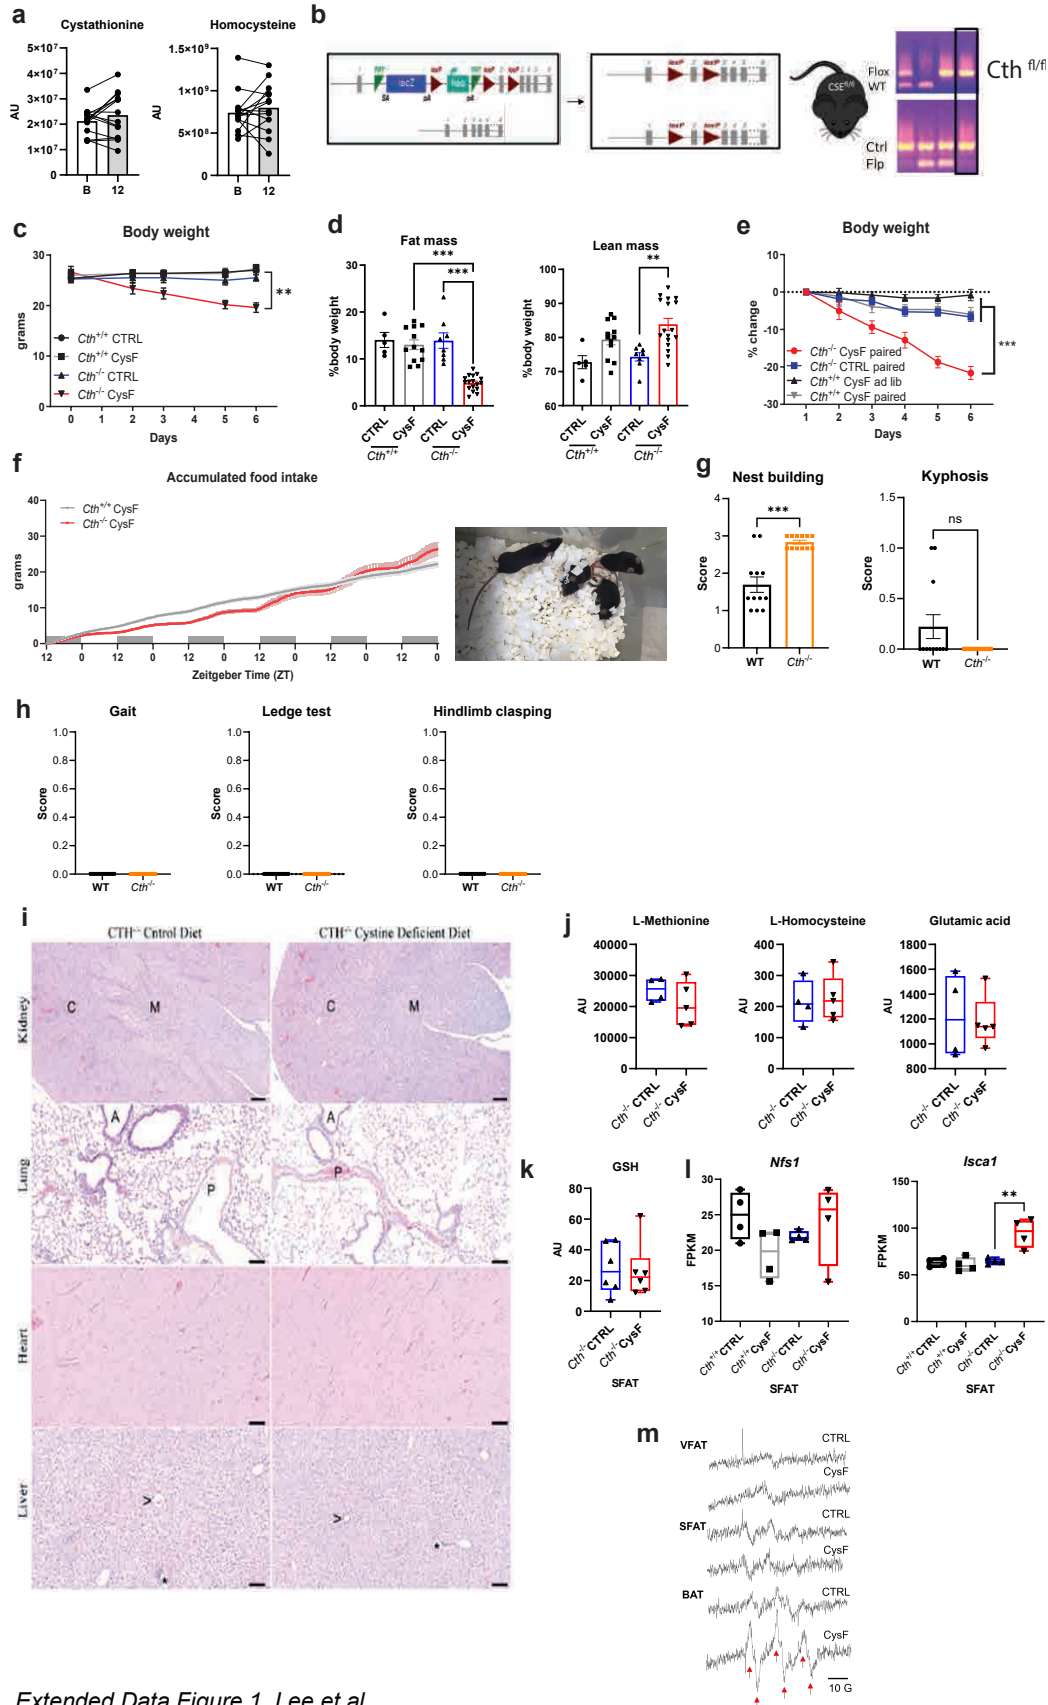 a
Cystathionine
Homocysteine
AU
5×10⁷
3×10⁷
2×10⁷
1×10⁷
0
B
12
AU
1.5×10⁹
1×10⁹
5×10⁸
0
B
12
b
lacZ
neo
SA
pA
pA
CSE fl/fl
Flox
WT
Ctrl
Flp
Cth fl/fl
c
Body weight
grams
30
20
10
0
Cth+/+ CTRL
Cth+/+ CysF
Cth-/- CTRL
Cth-/- CysF
**
0 1 2 3 4 5 6
Days
d
Fat mass
%body weight
30
20
10
0
***
***
CTRL CysF CTRL CysF
Cth+/+ Cth-/-
Lean mass
%body weight
100
90
80
70
60
**
CTRL CysF CTRL CysF
Cth+/+ Cth-/-
e
Body weight
% change
10
0
-10
-20
-30
Cth-/- CysF paired
Cth-/- CTRL paired
Cth+/+ CysF ad lib
Cth+/+ CysF paired
***
1 2 3 4 5 6
Days
f
Accumulated food intake
grams
40
30
20
10
0
Cth+/+ CysF
Cth-/- CysF
12 0 12 0 12 0 12 0 12 0 12 0
Zeitgeber Time (ZT)
g
Nest building
Score
4
3
2
1
0
***
WT Cth-/-
Kyphosis
Score
1.5
1.0
0.5
0.0
ns
WT Cth-/-
h
Gait
Score
1.0
0.8
0.6
0.4
0.2
0.0
WT Cth-/-
Ledge test
Score
1.0
0.8
0.6
0.4
0.2
0.0
WT Cth-/-
Hindlimb clasping
Score
1.0
0.8
0.6
0.4
0.2
0.0
WT Cth-/-
i
CTH-/- Cntrol Diet
CTH-/- Cystine Deficient Diet
Kidney
C M
C M
Lung
A
P
A
P
Heart
Liver
>
*
>
*
j
L-Methionine
AU
40000
30000
20000
10000
0
Cth-/- CTRL
Cth-/- CysF
L-Homocysteine
AU
400
300
200
100
0
Cth-/- CTRL
Cth-/- CysF
Glutamic acid
AU
1800
1600
1400
1200
1000
800
Cth-/- CTRL
Cth-/- CysF
k
GSH
AU
80
60
40
20
0
Cth-/- CTRL
Cth-/- CysF
SFAT
l
Nfs1
FPKM
30
25
20
15
10
Cth+/+ CTRL
Cth+/+ CysF
Cth-/- CTRL
Cth-/- CysF
SFAT
Isca1
FPKM
150
100
50
0
**
Cth+/+ CTRL
Cth+/+ CysF
Cth-/- CTRL
Cth-/- CysF
SFAT
m
VFAT
CTRL
CysF
SFAT
CTRL
CysF
BAT
CTRL
CysF
10 G
Extended Data Figure 1, Lee et al